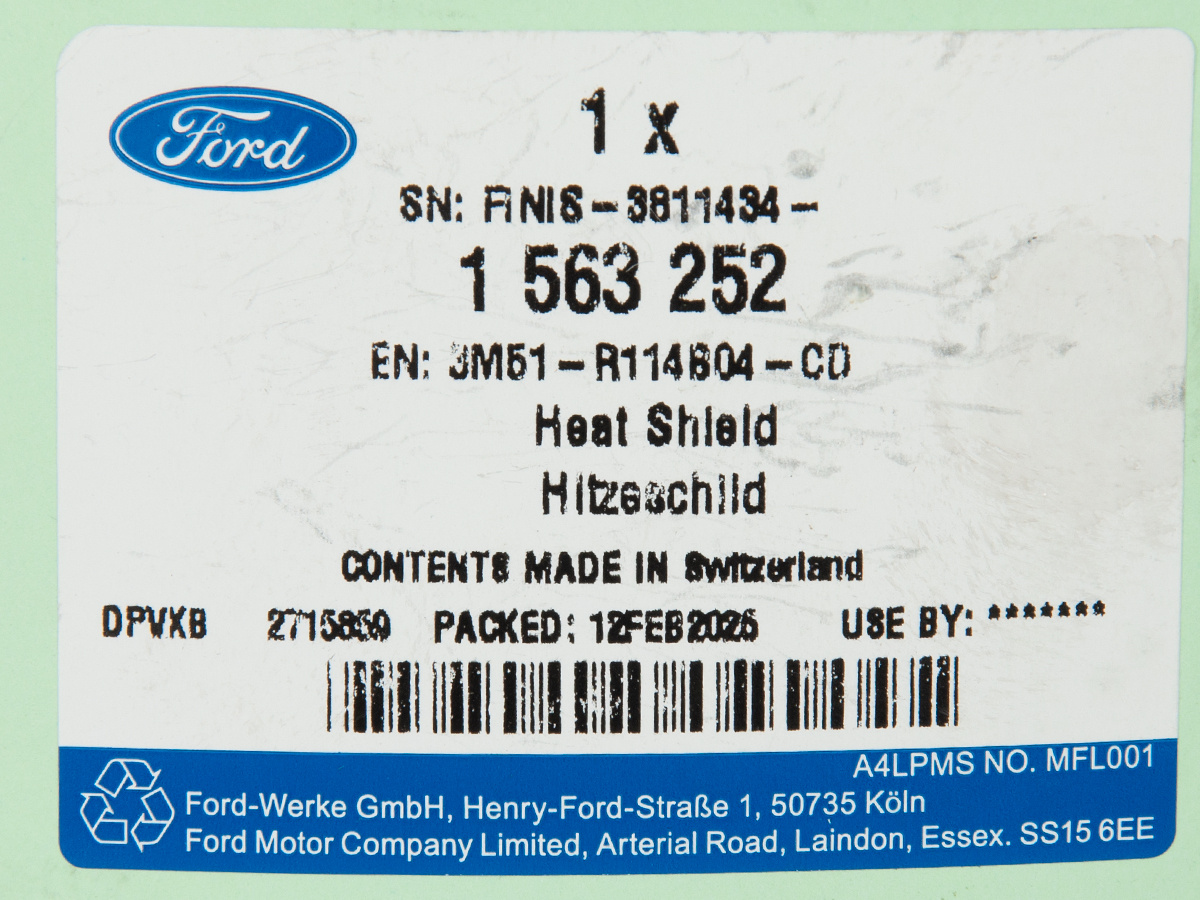 Ford
1 x
SN: FINIS-3811434-
1 563 252
EN: 3M51-R114B04-CD
Heat Shield
Hitzeschild
CONTENTS MADE IN Switzerland
DPVXB PACKED: USE BY: *******
A4LPMS NO. MFL001
Ford-Werke GmbH, Henry-Ford-Straße 1, 50735 Köln
Ford Motor Company Limited, Arterial Road, Laindon, Essex. SS15 6EE